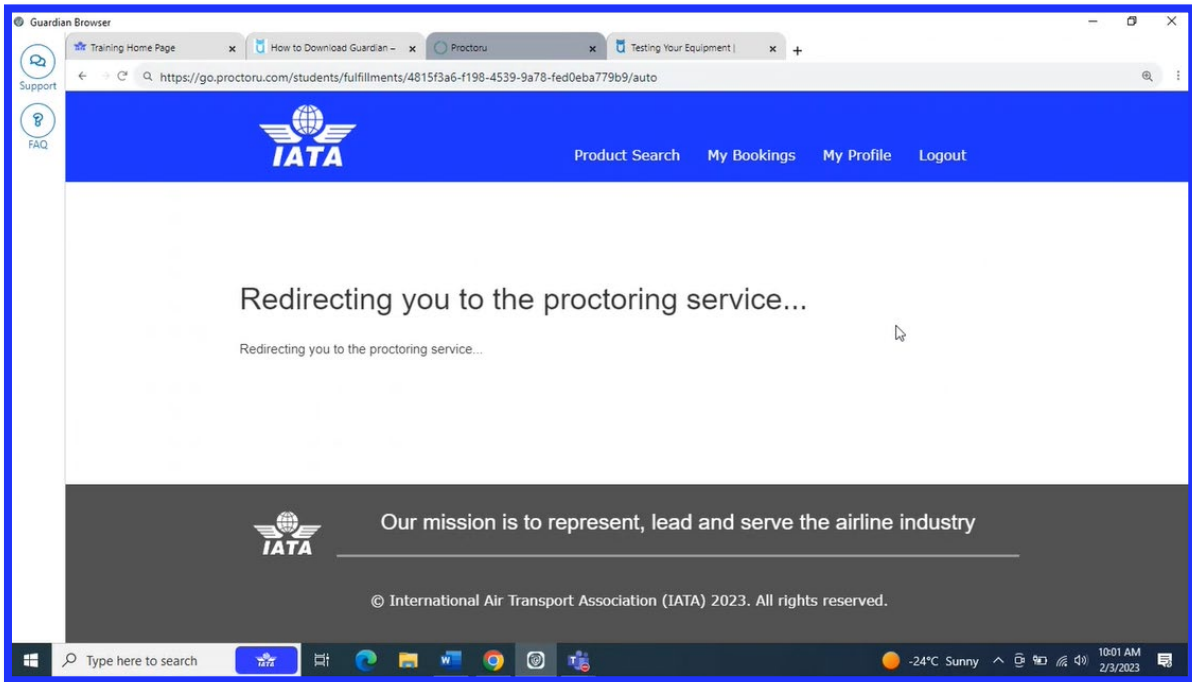 Guardian Browser
Training Home Page
How to Download Guardian –
Proctoru
Testing Your Equipment |
Support
https://go.proctoru.com/students/fulfillments/4815f3a6-f198-4539-9a78-fed0eba779b9/auto
FAQ
IATA
Product Search My Bookings My Profile Logout
Redirecting you to the proctoring service...
Redirecting you to the proctoring service...
IATA
Our mission is to represent, lead and serve the airline industry
© International Air Transport Association (IATA) 2023. All rights reserved.
Type here to search
IATA
-24°C Sunny
10:01 AM
2/3/2023